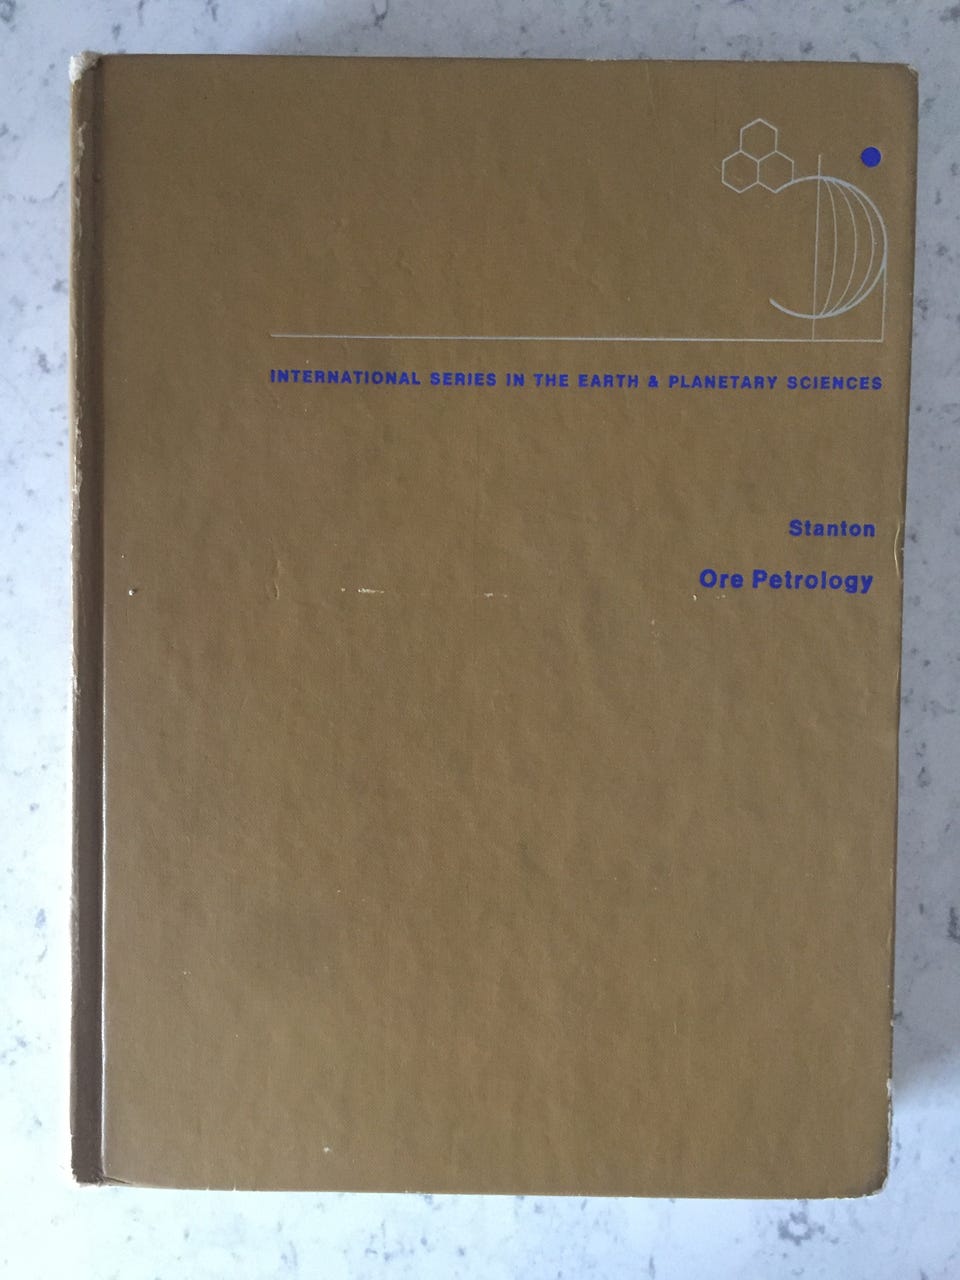 INTERNATIONAL SERIES IN THE EARTH & PLANETARY SCIENCES
Stanton
Ore Petrology